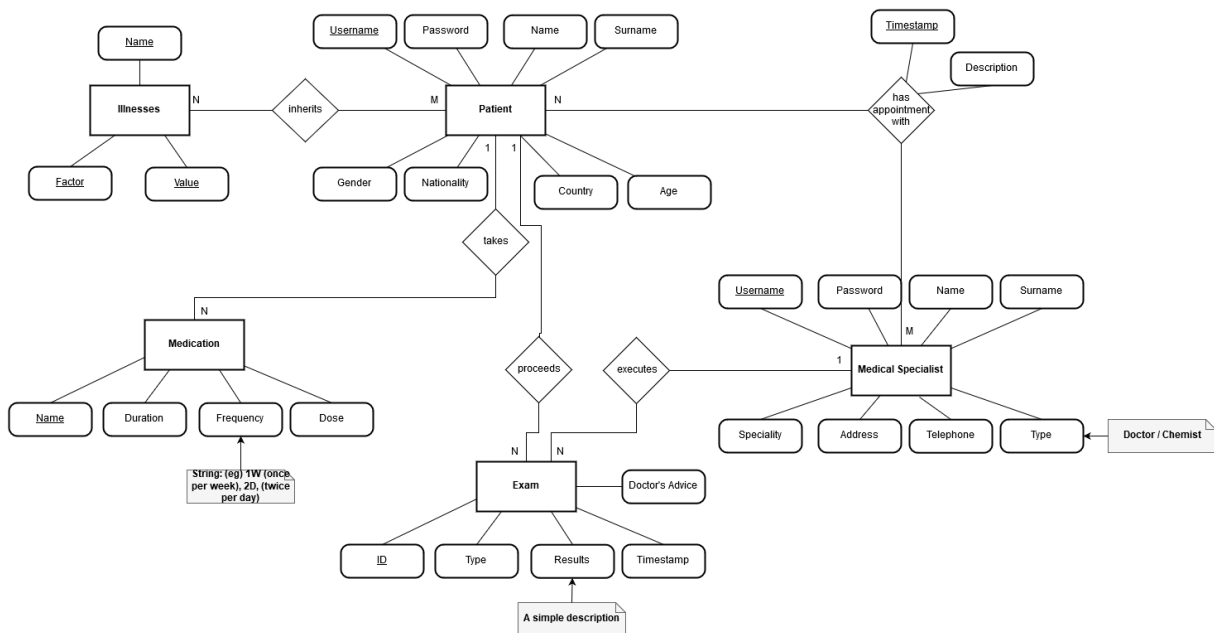 Name
Username
Password
Name
Surname
Timestamp
Description
Illnesses
N
inherits
M
Patient
N
has
appointment
with
1
1
Factor
Value
Gender
Nationality
Country
Age
takes
Username
Password
Name
Surname
N
M
Medication
proceeds
executes
1
Medical Specialist
Name
Duration
Frequency
Dose
Speciality
Address
Telephone
Type
Doctor / Chemist
String: (eg) 1W (once
per week), 2D, (twice
per day)
N
N
Exam
Doctor's Advice
ID
Type
Results
Timestamp
A simple description